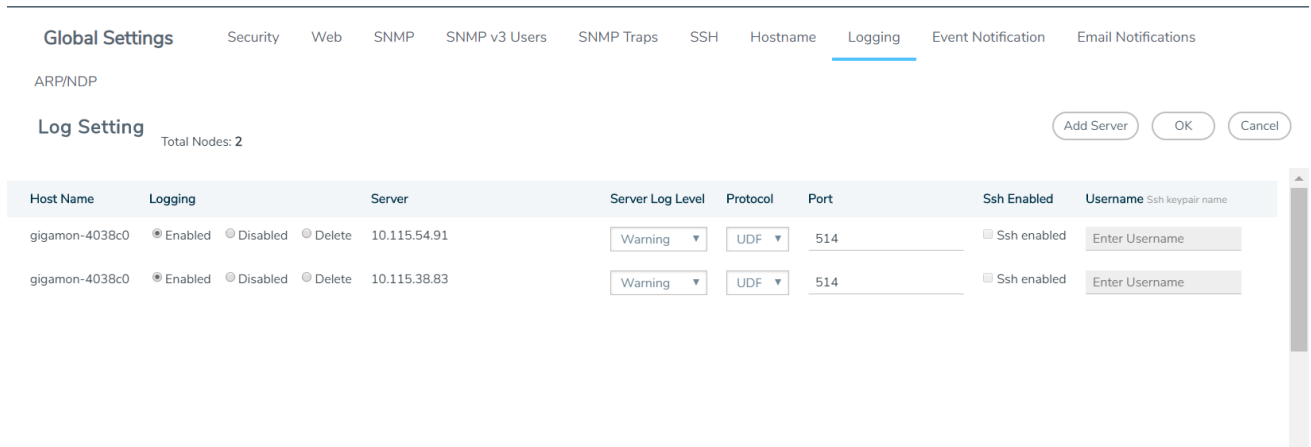 Global Settings Security Web SNMP SNMP v3 Users SNMP Traps SSH Hostname Logging Event Notification Email Notifications
ARP/NDP
Log Setting Total Nodes: 2 Add Server OK Cancel
Host Name Logging Server Server Log Level Protocol Port Ssh Enabled Username Ssh keypair name
gigamon-4038c0 Enabled Disabled Delete 10.115.54.91 Warning UDF 514 Ssh enabled Enter Username
gigamon-4038c0 Enabled Disabled Delete 10.115.38.83 Warning UDF 514 Ssh enabled Enter Username